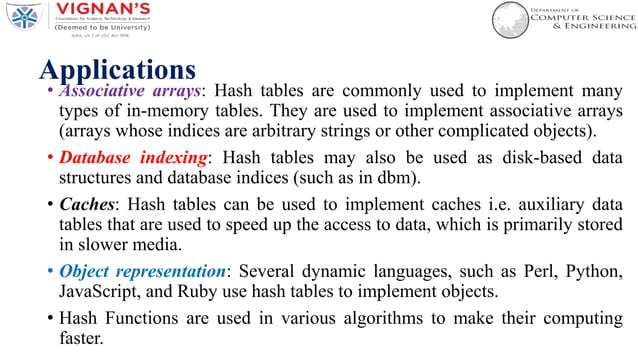 VIGNAN'S
Foundation for Science, Technology & Research
(Deemed to be University)
DEPARTMENT OF
COMPUTER SCIENCE
& ENGINEERING
Applications
• Associative arrays: Hash tables are commonly used to implement many
types of in-memory tables. They are used to implement associative arrays
(arrays whose indices are arbitrary strings or other complicated objects).
• Database indexing: Hash tables may also be used as disk-based data
structures and database indices (such as in dbm).
• Caches: Hash tables can be used to implement caches i.e. auxiliary data
tables that are used to speed up the access to data, which is primarily stored
in slower media.
• Object representation: Several dynamic languages, such as Perl, Python,
JavaScript, and Ruby use hash tables to implement objects.
• Hash Functions are used in various algorithms to make their computing
faster.